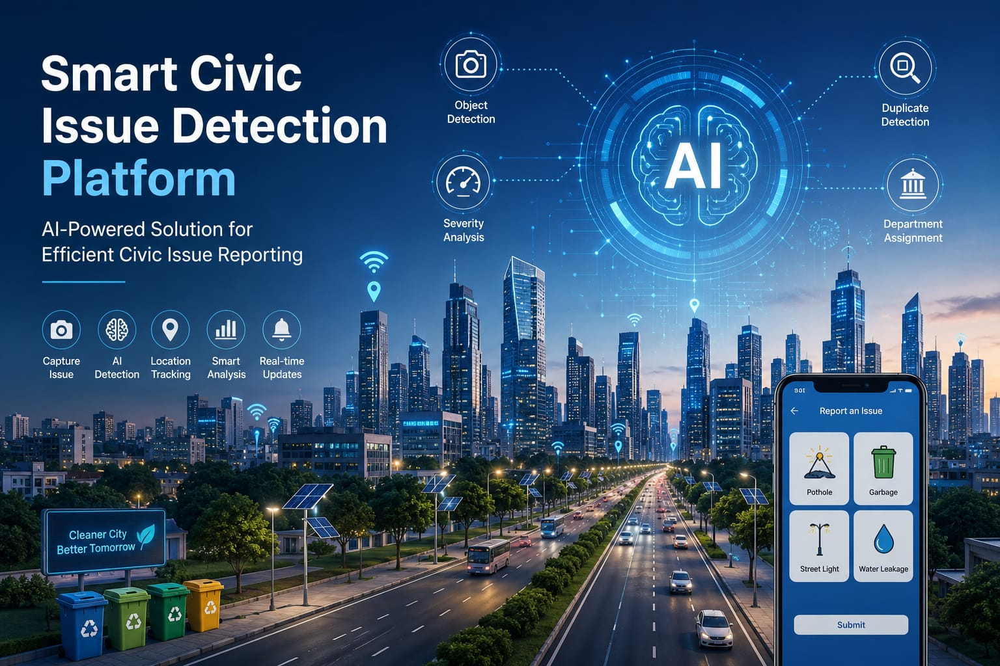 Smart Civic
Issue Detection
Platform
AI-Powered Solution for
Efficient Civic Issue Reporting
Capture
Issue
AI
Detection
Location
Tracking
Smart
Analysis
Real-time
Updates
Object
Detection
Severity
Analysis
AI
Duplicate
Detection
Department
Assignment
Cleaner City
Better Tomorrow
Report an Issue
Pothole
Garbage
Street Light
Water Leakage
Submit